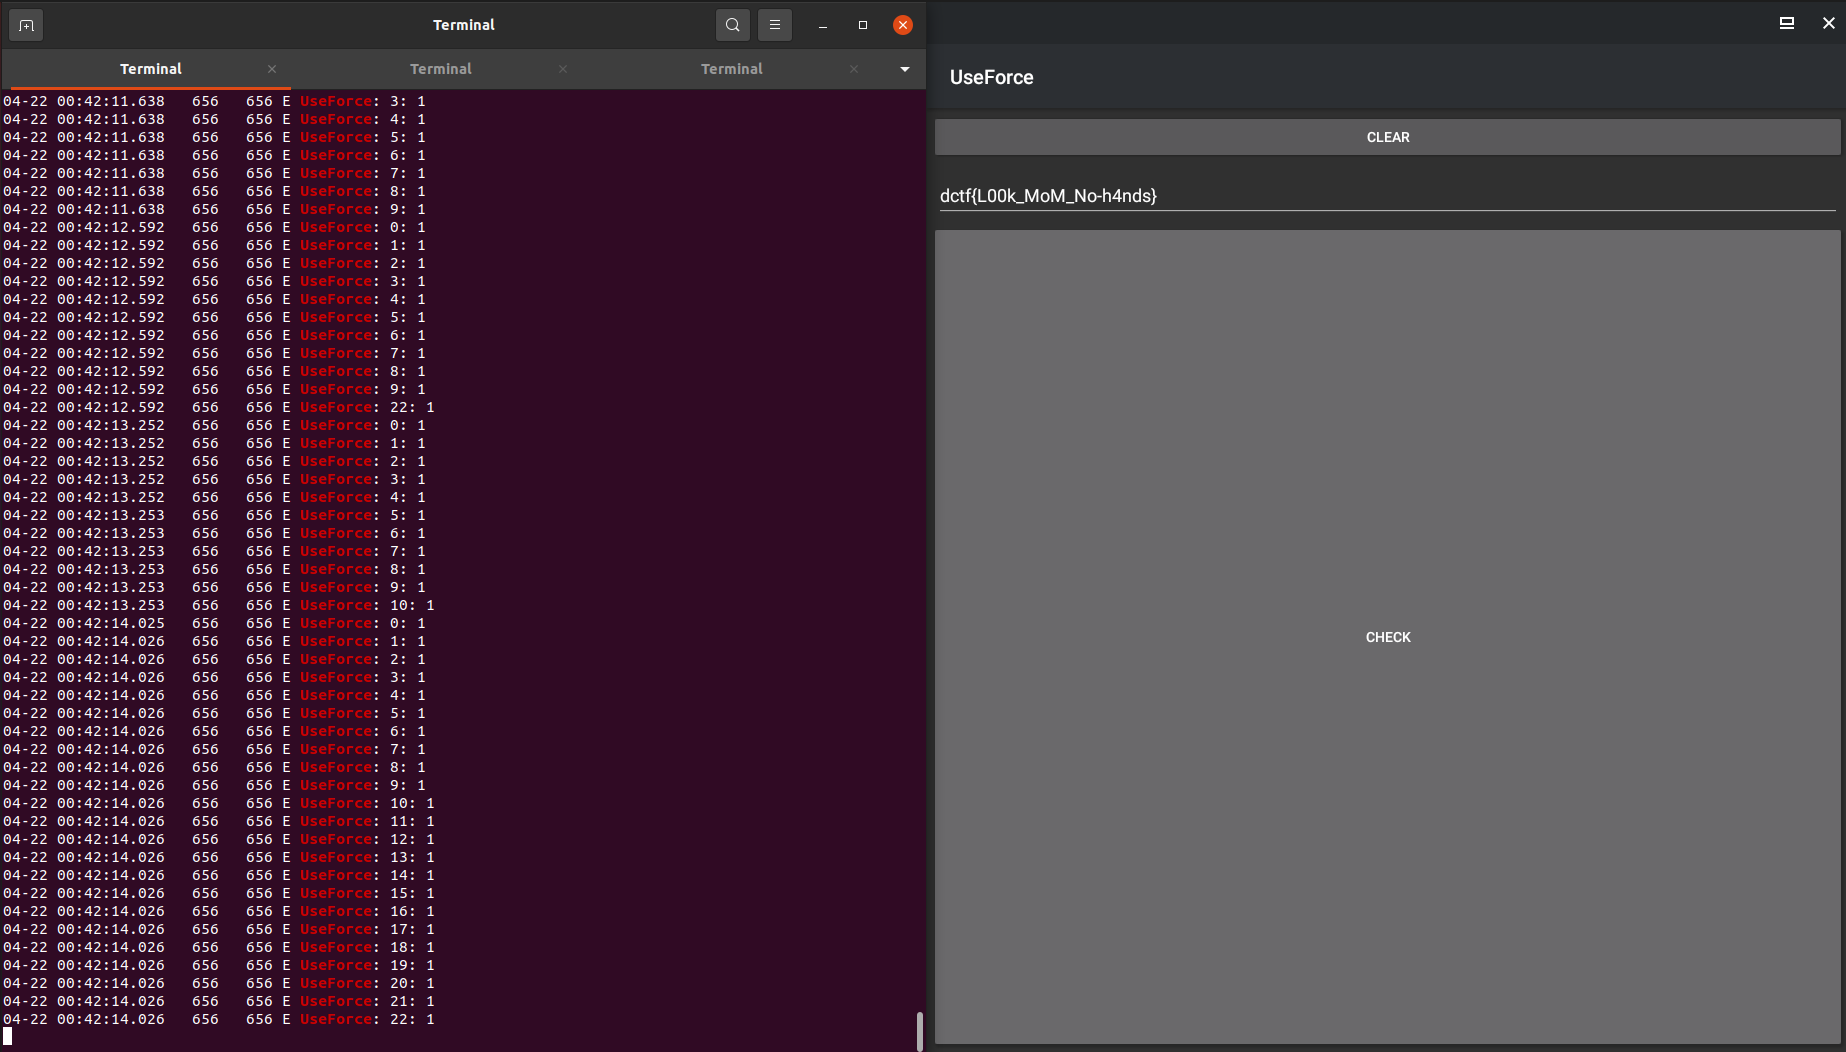 Terminal
Terminal Terminal Terminal
04-22 00:42:11.638 656 656 E UseForce: 3: 1
04-22 00:42:11.638 656 656 E UseForce: 4: 1
04-22 00:42:11.638 656 656 E UseForce: 5: 1
04-22 00:42:11.638 656 656 E UseForce: 6: 1
04-22 00:42:11.638 656 656 E UseForce: 7: 1
04-22 00:42:11.638 656 656 E UseForce: 8: 1
04-22 00:42:11.638 656 656 E UseForce: 9: 1
04-22 00:42:12.592 656 656 E UseForce: 0: 1
04-22 00:42:12.592 656 656 E UseForce: 1: 1
04-22 00:42:12.592 656 656 E UseForce: 2: 1
04-22 00:42:12.592 656 656 E UseForce: 3: 1
04-22 00:42:12.592 656 656 E UseForce: 4: 1
04-22 00:42:12.592 656 656 E UseForce: 5: 1
04-22 00:42:12.592 656 656 E UseForce: 6: 1
04-22 00:42:12.592 656 656 E UseForce: 7: 1
04-22 00:42:12.592 656 656 E UseForce: 8: 1
04-22 00:42:12.592 656 656 E UseForce: 9: 1
04-22 00:42:12.592 656 656 E UseForce: 22: 1
04-22 00:42:13.252 656 656 E UseForce: 0: 1
04-22 00:42:13.252 656 656 E UseForce: 1: 1
04-22 00:42:13.252 656 656 E UseForce: 2: 1
04-22 00:42:13.252 656 656 E UseForce: 3: 1
04-22 00:42:13.252 656 656 E UseForce: 4: 1
04-22 00:42:13.253 656 656 E UseForce: 5: 1
04-22 00:42:13.253 656 656 E UseForce: 6: 1
04-22 00:42:13.253 656 656 E UseForce: 7: 1
04-22 00:42:13.253 656 656 E UseForce: 8: 1
04-22 00:42:13.253 656 656 E UseForce: 9: 1
04-22 00:42:13.253 656 656 E UseForce: 10: 1
04-22 00:42:14.025 656 656 E UseForce: 0: 1
04-22 00:42:14.026 656 656 E UseForce: 1: 1
04-22 00:42:14.026 656 656 E UseForce: 2: 1
04-22 00:42:14.026 656 656 E UseForce: 3: 1
04-22 00:42:14.026 656 656 E UseForce: 4: 1
04-22 00:42:14.026 656 656 E UseForce: 5: 1
04-22 00:42:14.026 656 656 E UseForce: 6: 1
04-22 00:42:14.026 656 656 E UseForce: 7: 1
04-22 00:42:14.026 656 656 E UseForce: 8: 1
04-22 00:42:14.026 656 656 E UseForce: 9: 1
04-22 00:42:14.026 656 656 E UseForce: 10: 1
04-22 00:42:14.026 656 656 E UseForce: 11: 1
04-22 00:42:14.026 656 656 E UseForce: 12: 1
04-22 00:42:14.026 656 656 E UseForce: 13: 1
04-22 00:42:14.026 656 656 E UseForce: 14: 1
04-22 00:42:14.026 656 656 E UseForce: 15: 1
04-22 00:42:14.026 656 656 E UseForce: 16: 1
04-22 00:42:14.026 656 656 E UseForce: 17: 1
04-22 00:42:14.026 656 656 E UseForce: 18: 1
04-22 00:42:14.026 656 656 E UseForce: 19: 1
04-22 00:42:14.026 656 656 E UseForce: 20: 1
04-22 00:42:14.026 656 656 E UseForce: 21: 1
04-22 00:42:14.026 656 656 E UseForce: 22: 1
UseForce
CLEAR
dctf{L00k_MoM_No-h4nds}
CHECK